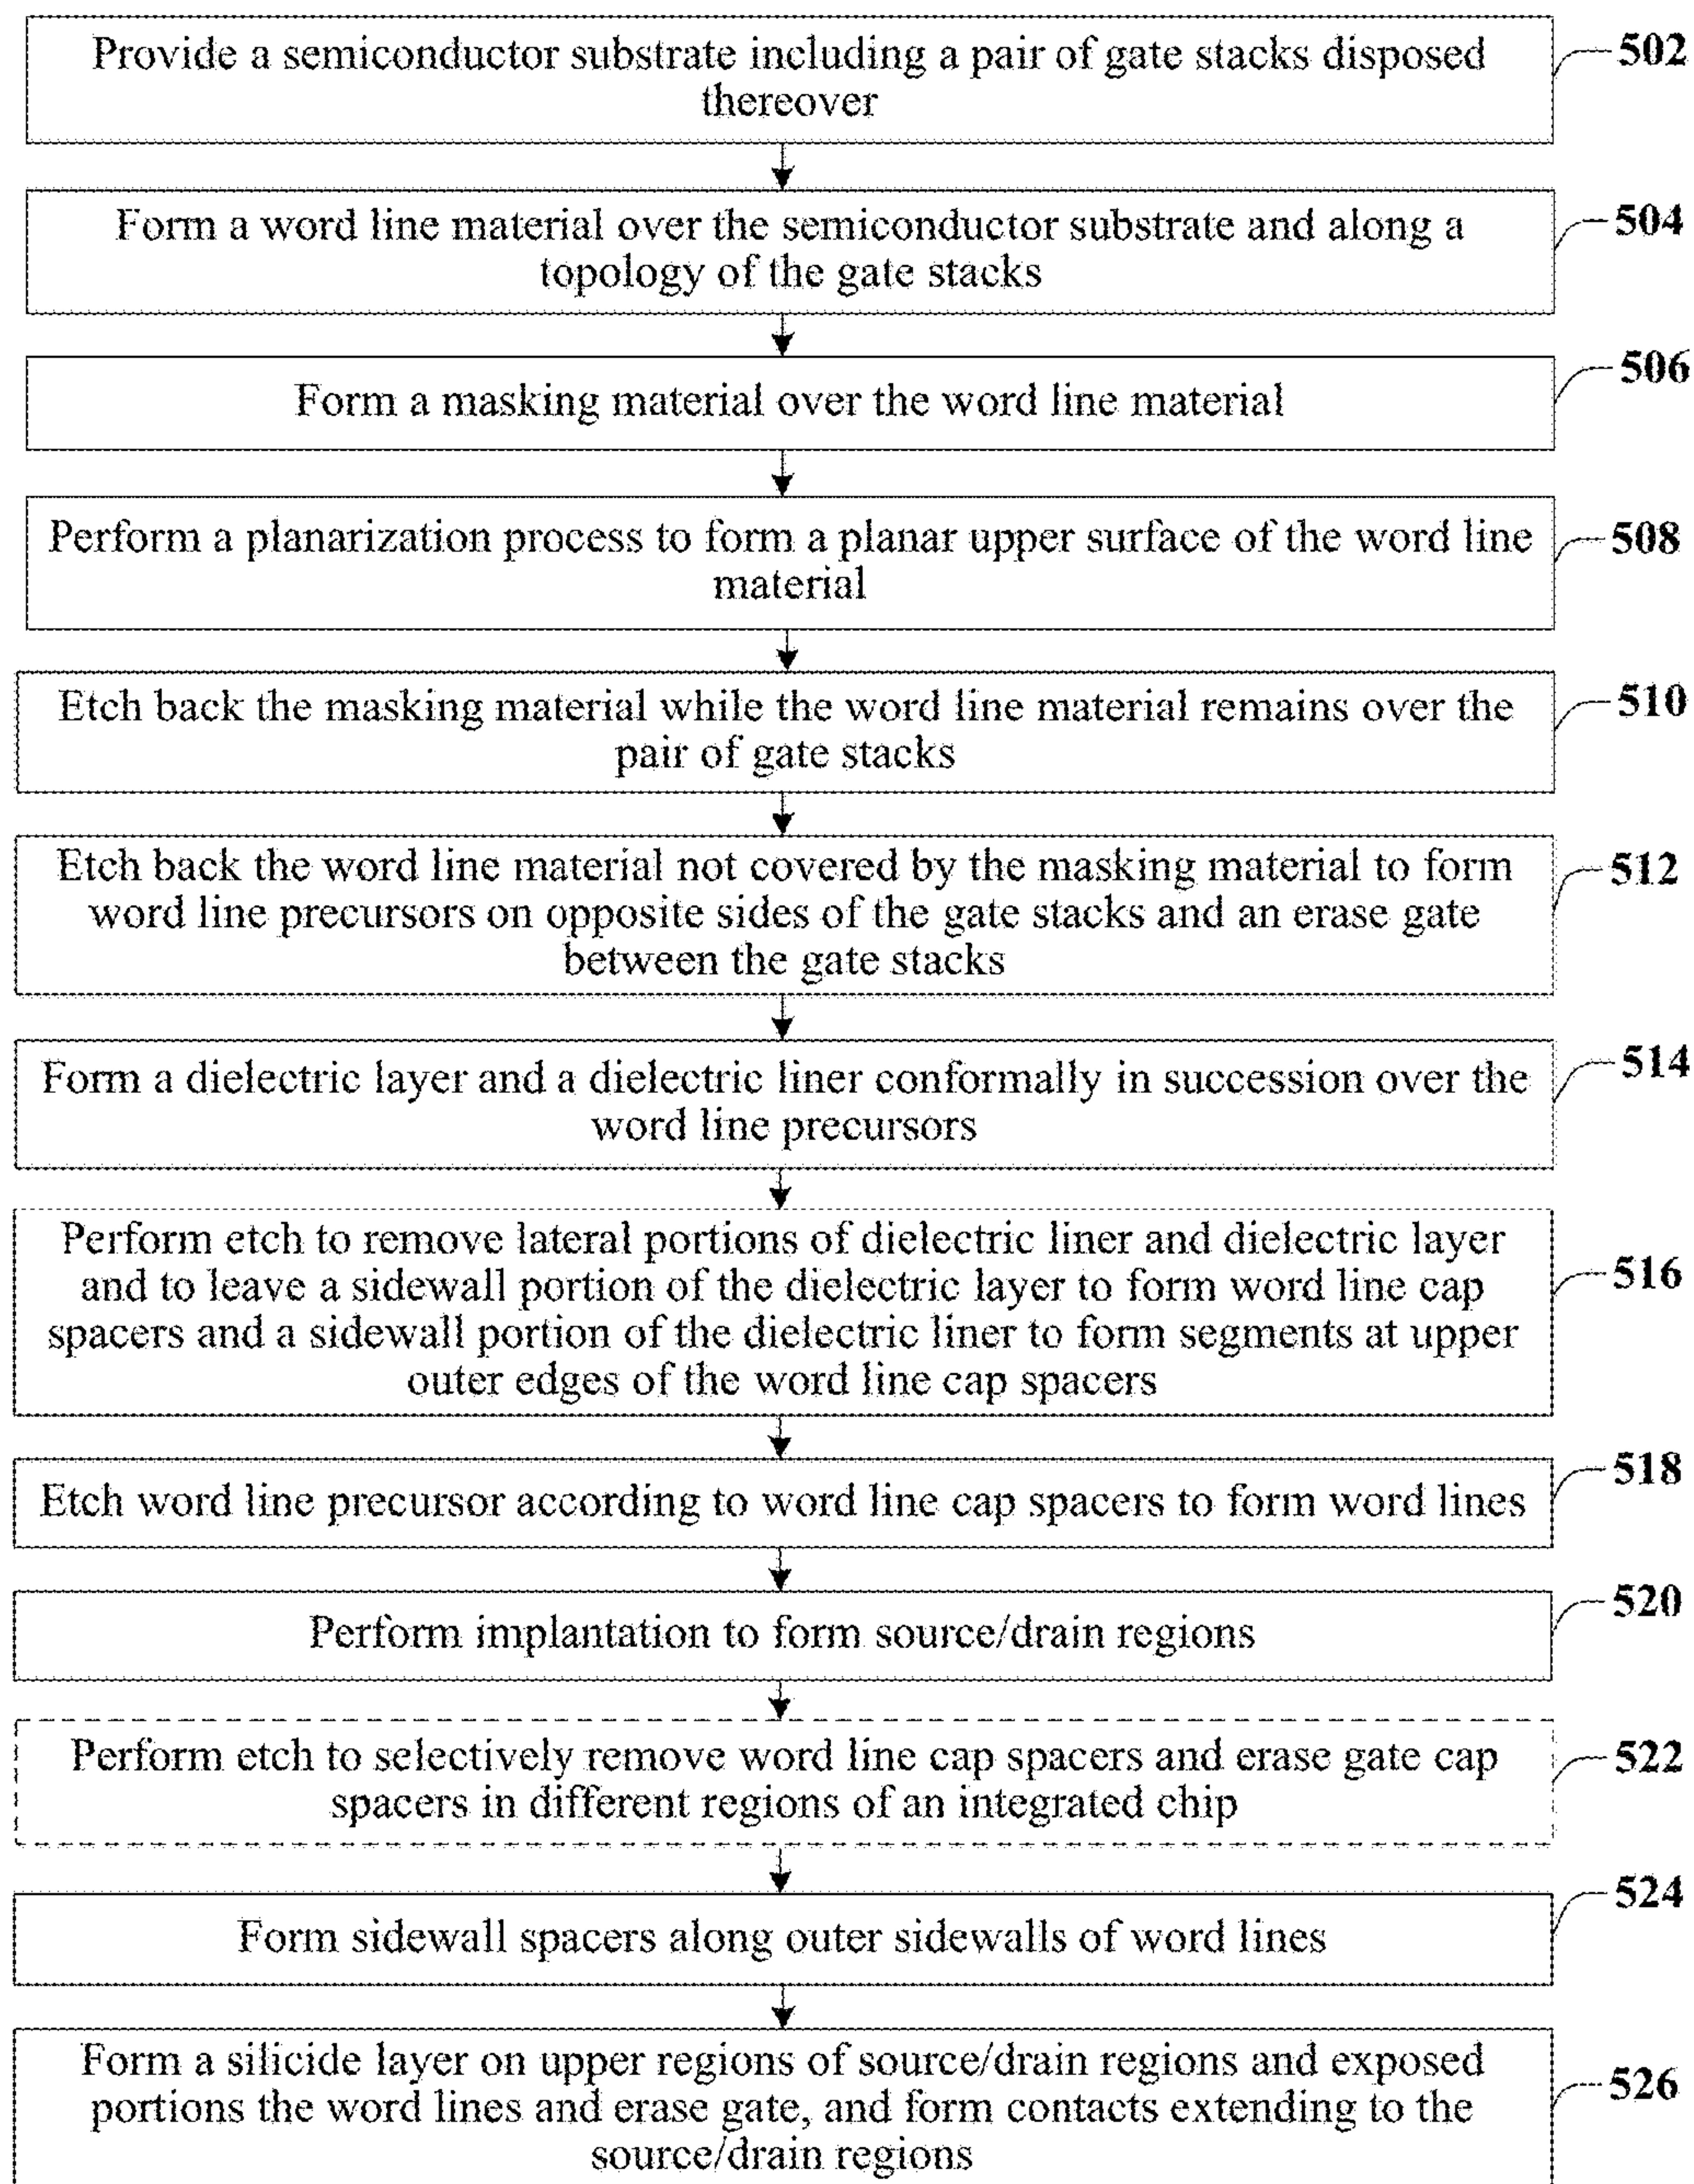 Provide a semiconductor substrate including a pair of gate stacks disposed
thereover
502
Form a word line material over the semiconductor substrate and along a
topology of the gate stacks
504
Form a masking material over the word line material
506
Perform a planarization process to form a planar upper surface of the word line
material
508
Etch back the masking material while the word line material remains over the
pair of gate stacks
510
Etch back the word line material not covered by the masking material to form
word line precursors on opposite sides of the gate stacks and an erase gate
between the gate stacks
512
Form a dielectric layer and a dielectric liner conformally in succession over the
word line precursors
514
Perform etch to remove lateral portions of dielectric liner and dielectric layer
and to leave a sidewall portion of the dielectric layer to form word line cap
spacers and a sidewall portion of the dielectric liner to form segments at upper
outer edges of the word line cap spacers
516
Etch word line precursor according to word line cap spacers to form word lines
518
Perform implantation to form source/drain regions
520
Perform etch to selectively remove word line cap spacers and erase gate cap
spacers in different regions of an integrated chip
522
Form sidewall spacers along outer sidewalls of word lines
524
Form a silicide layer on upper regions of source/drain regions and exposed
portions the word lines and erase gate, and form contacts extending to the
source/drain regions
526